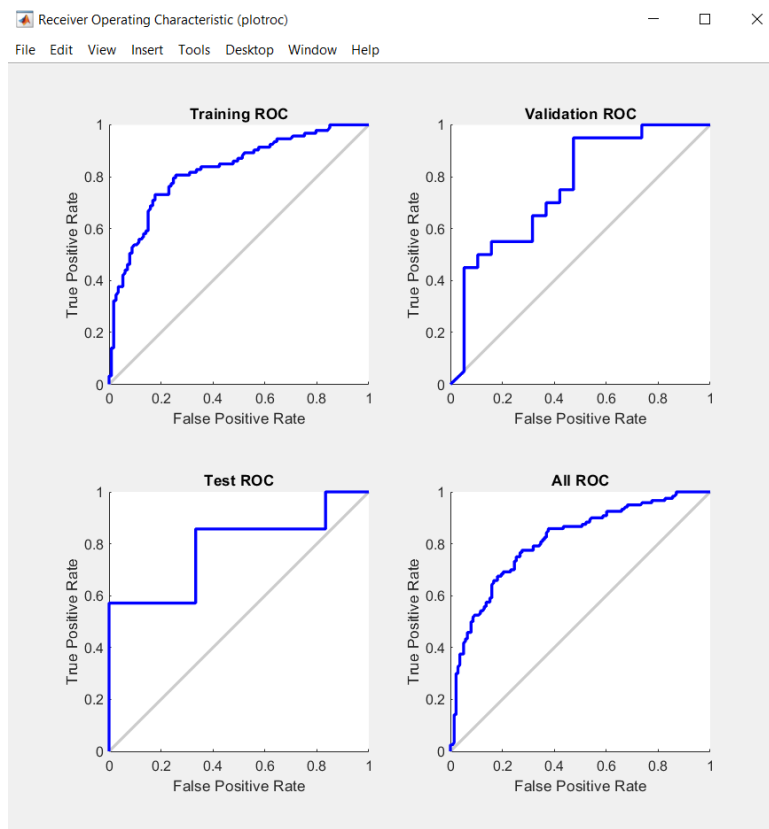 Receiver Operating Characteristic (plotroc)
File Edit View Insert Tools Desktop Window Help
Training ROC
1
0.8
0.6
0.4
0.2
0
True Positive Rate
0 0.2 0.4 0.6 0.8 1
False Positive Rate
Validation ROC
1
0.8
0.6
0.4
0.2
0
True Positive Rate
0 0.2 0.4 0.6 0.8 1
False Positive Rate
Test ROC
1
0.8
0.6
0.4
0.2
0
True Positive Rate
0 0.2 0.4 0.6 0.8 1
False Positive Rate
All ROC
1
0.8
0.6
0.4
0.2
0
True Positive Rate
0 0.2 0.4 0.6 0.8 1
False Positive Rate